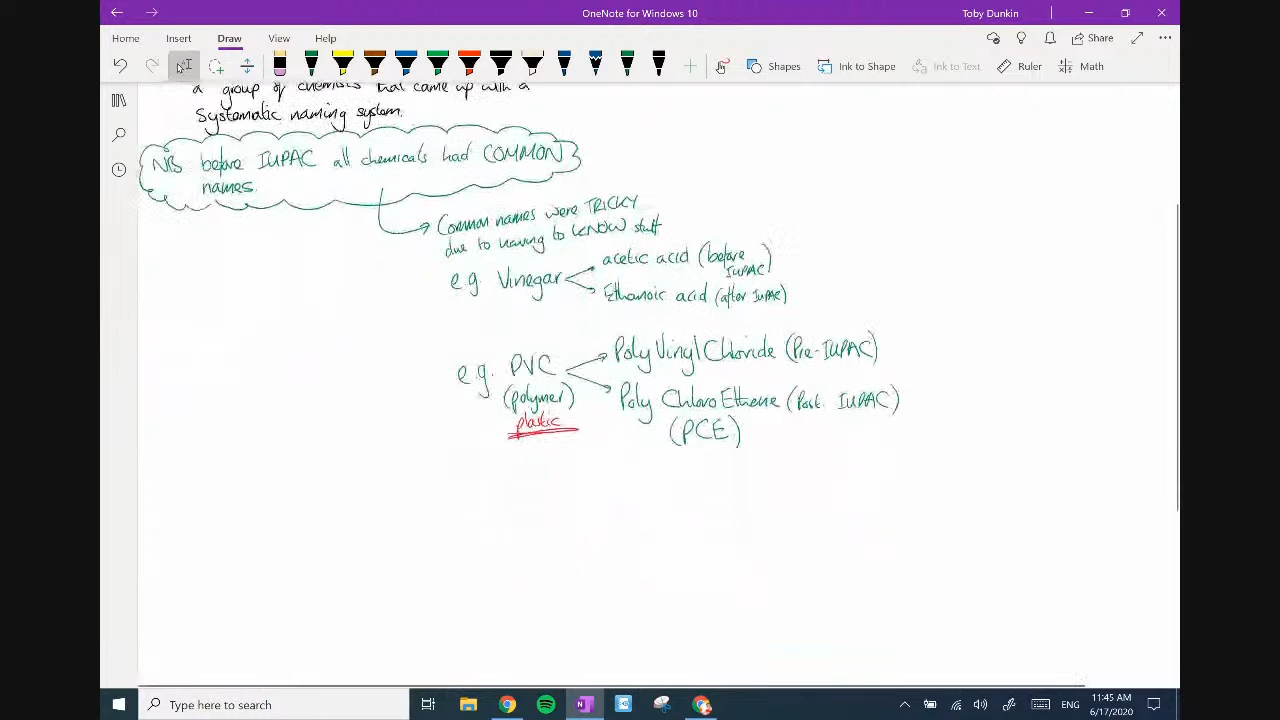 OneNote for Windows 10
Toby Dunkin
Home Insert Draw View Help
Share
Shapes Ink to Shape Ink to Text Ruler Math
a group of chemists that came up with a
Systematic naming system.
NB before IUPAC all chemicals had COMMON
names.
Common names were TRICKY
due to having to KNOW stuff
e.g. Vinegar
acetic acid (before
IUPAC)
Ethanoic acid (after IUPAC)
e.g. PVC
(polymer)
plastic
Poly Vinyl Chloride (Pre-IUPAC)
Poly ChloroEthene (Post. IUPAC)
(PCE)
Type here to search
ENG
11:45 AM
6/17/2020